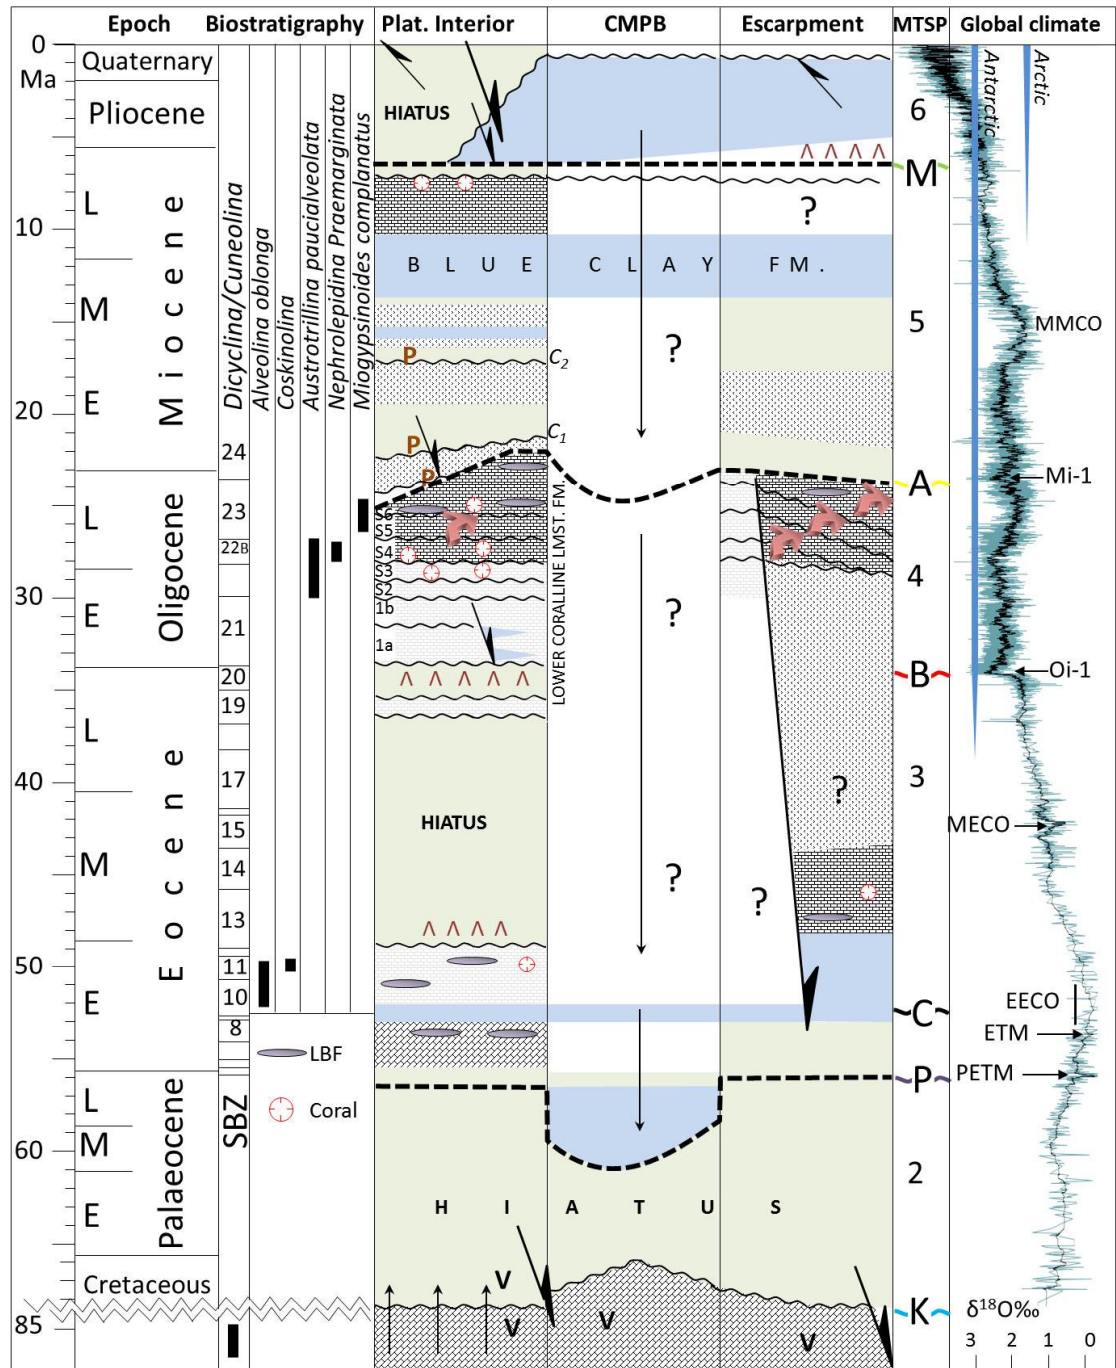 Epoch Biostratigraphy Plat. Interior CMPB Escarpment MTSP Global climate
0
Ma
10
20
30
40
50
60
85
Quaternary
Pliocene
Miocene
L
M
E
Oligocene
L
E
Eocene
L
M
E
Palaeocene
L
M
E
Cretaceous
Dicyclina/Cuneolina
Alveolina oblonga
Coskinolina
Austrotrillina paucialveolata
Nephrolepidina Praemarginata
Miogypsinoides complanatus
24
23
22B
21
20
19
17
15
14
13
11
10
8
SBZ
LBF
Coral
HIATUS
BLUE CLAY FM.
P
C2
P
C1
P
S6
S5
S4
S3
S2
1b
1a
LOWER CORALLINE LMST. FM.
HIATUS
HIATUS
V
V
V
V
?
?
?
?
?
?
6
~M~
5
~A~
4
~B~
3
~C~
~P~
2
~K~
Antarctic
Arctic
MMCO
Mi-1
Oi-1
MECO
EECO
ETM
PETM
δ18O‰
3 2 1 0